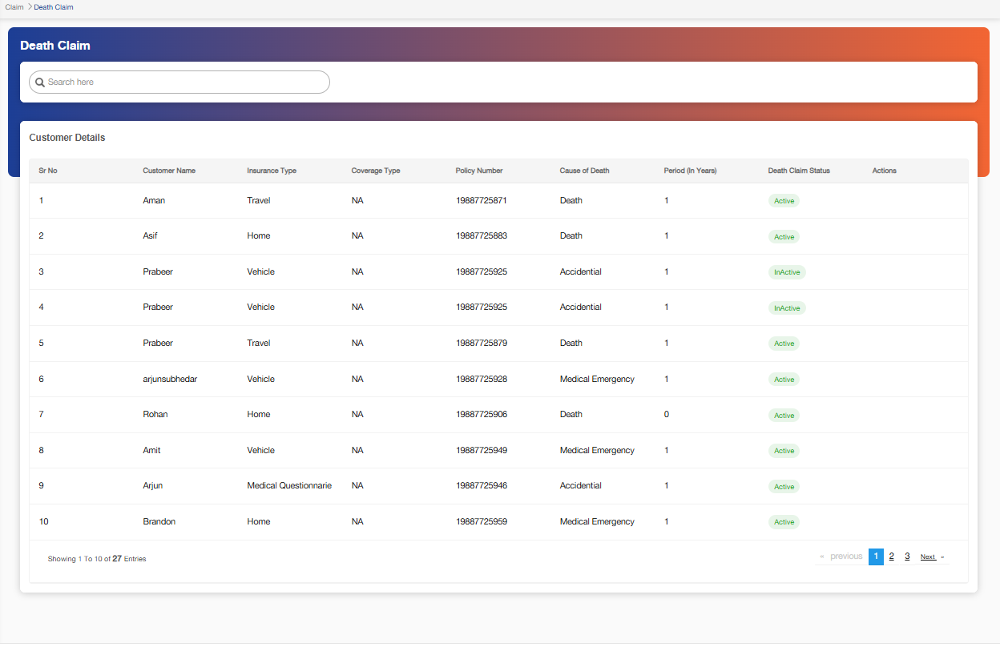 Claim > Death Claim
Death Claim
Search here
Customer Details
Sr No Customer Name Insurance Type Coverage Type Policy Number Cause of Death Period (In Years) Death Claim Status Actions
1 Aman Travel NA 19887725871 Death 1 Active
2 Asif Home NA 19887725883 Death 1 Active
3 Prabeer Vehicle NA 19887725925 Accidential 1 InActive
4 Prabeer Vehicle NA 19887725925 Accidential 1 InActive
5 Prabeer Travel NA 19887725879 Death 1 Active
6 arjunsubhedar Vehicle NA 19887725928 Medical Emergency 1 Active
7 Rohan Home NA 19887725906 Death 0 Active
8 Amit Vehicle NA 19887725949 Medical Emergency 1 Active
9 Arjun Medical Questionnarie NA 19887725946 Accidential 1 Active
10 Brandon Home NA 19887725959 Medical Emergency 1 Active
Showing 1 To 10 of 27 Entries « previous 1 2 3 Next »